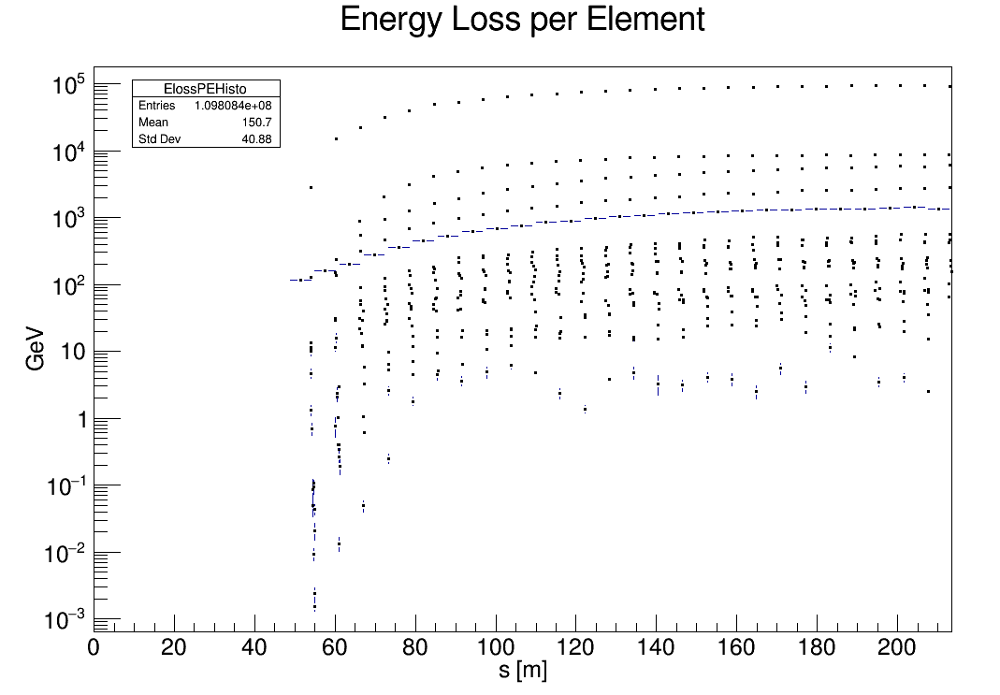 Energy Loss per Element
ElossPEHisto
Entries 1.098084e+08
Mean 150.7
Std Dev 40.88
GeV
10^5
10^4
10^3
10^2
10
1
10^−1
10^−2
10^−3
0 20 40 60 80 100 120 140 160 180 200
s [m]